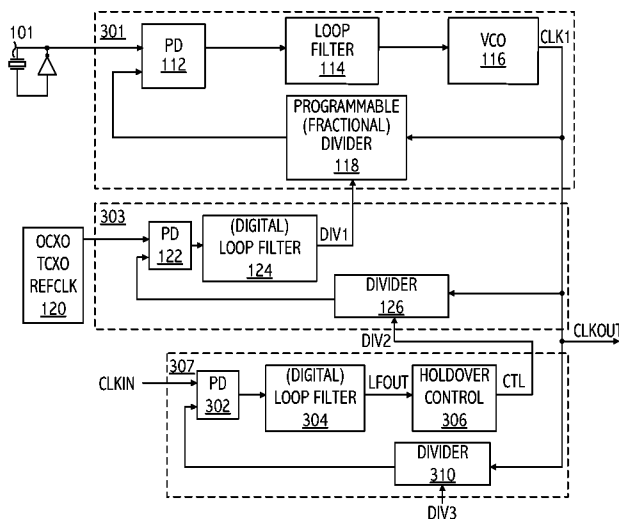 101
301
PD
112
LOOP
FILTER
114
VCO
116
CLK1
PROGRAMMABLE
(FRACTIONAL)
DIVIDER
118
303
OCXO
TCXO
REFCLK
120
PD
122
(DIGITAL)
LOOP FILTER
124
DIV1
DIVIDER
126
DIV2
CLKOUT
307
CLKIN
PD
302
(DIGITAL)
LOOP FILTER
304
LFOUT
HOLDOVER
CONTROL
306
CTL
DIVIDER
310
DIV3